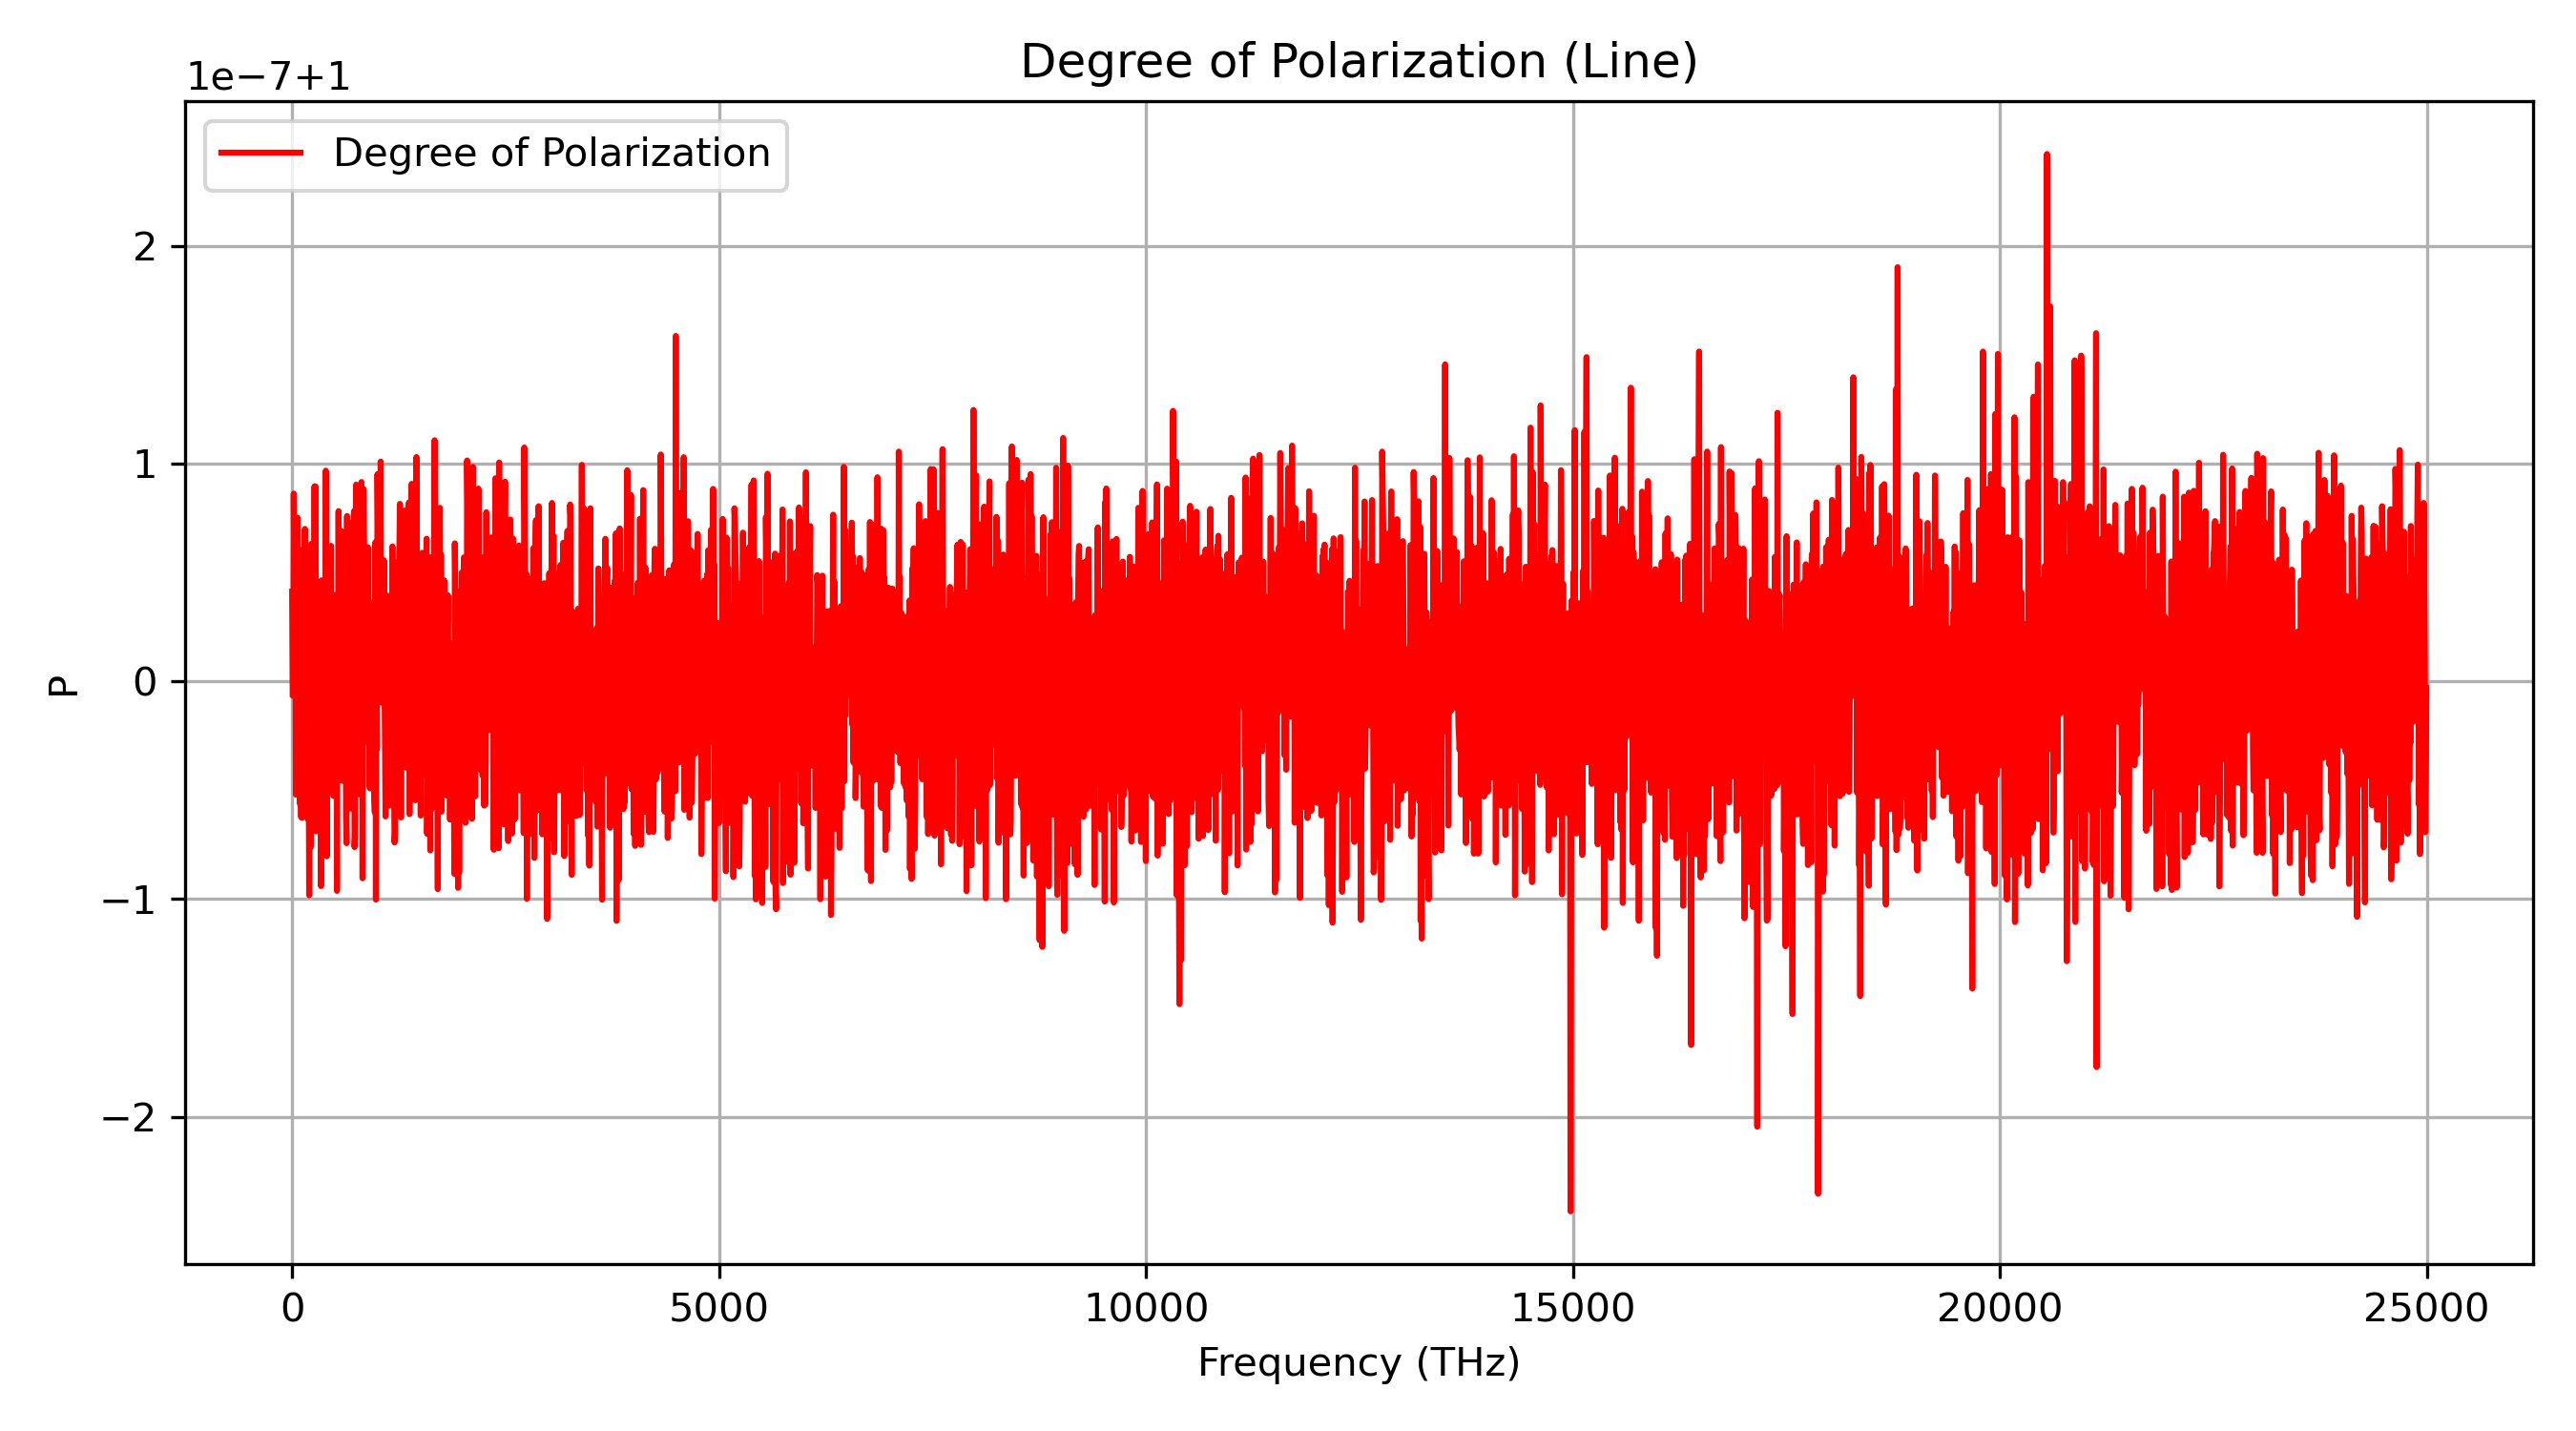 Degree of Polarization (Line)
1e−7+1
Degree of Polarization
2
1
0
−1
−2
P
0 5000 10000 15000 20000 25000
Frequency (THz)